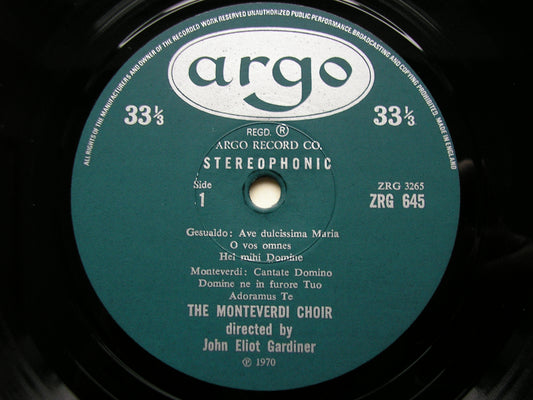 ALL RIGHTS OF THE MANUFACTURERS AND OWNER OF THE RECORDED WORK RESERVED UNAUTHORIZED PUBLIC PERFORMANCE, BROADCASTING AND COPYING PROHIBITED. MADE IN ENGLAND
argo
33⅓ 33⅓
REGD. ®
ARGO RECORD CO.
STEREOPHONIC
Side ZRG 3265
1 ZRG 645
Gesualdo: Ave dulcissima Maria
O vos omnes
Hei mihi Domine
Monteverdi: Cantate Domino
Domine ne in furore Tuo
Adoramus Te
THE MONTEVERDI CHOIR
directed by
John Eliot Gardiner
℗ 1970